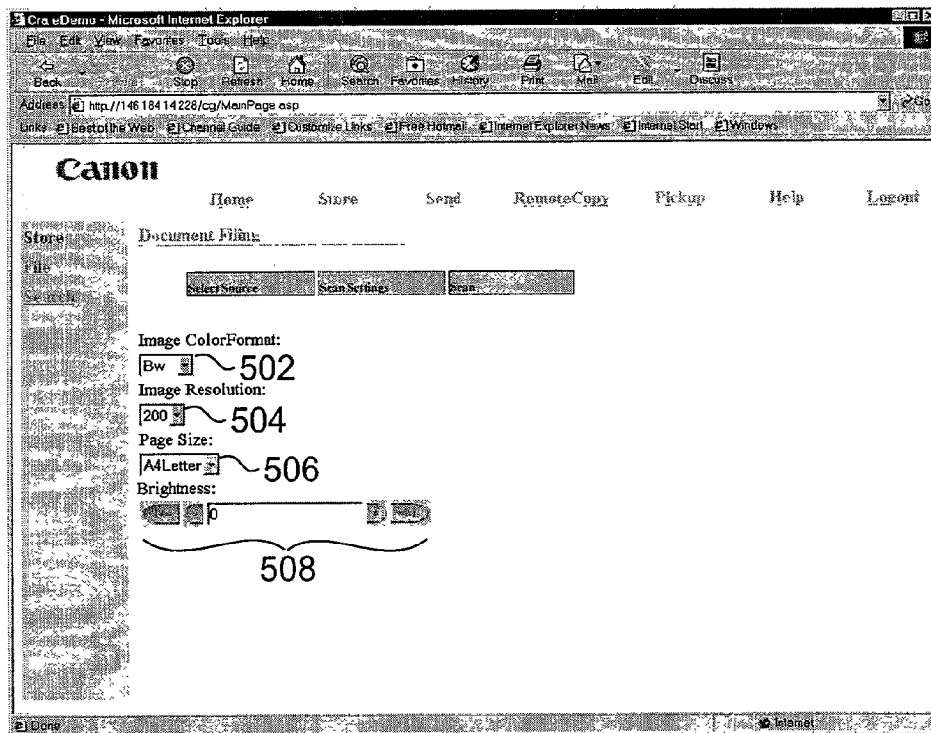 Cra eDemo - Microsoft Internet Explorer
File Edit View Favorites Tools Help
Back Stop Refresh Home Search Favorites History Print Mail Edit Discuss
Address http://146 184 14 228/cg/MainPage asp Go
Links Best of the Web Channel Guide Customize Links Free Hotmail Internet Explorer News Internet Start Windows
Canon
Home Store Send RemoteCopy Pickup Help Logout
Store
File
Search
Document Filing
Select Source Scan Settings Scan
Image ColorFormat:
Bw 502
Image Resolution:
200 504
Page Size:
A4Letter 506
Brightness:
0
508
Done Internet